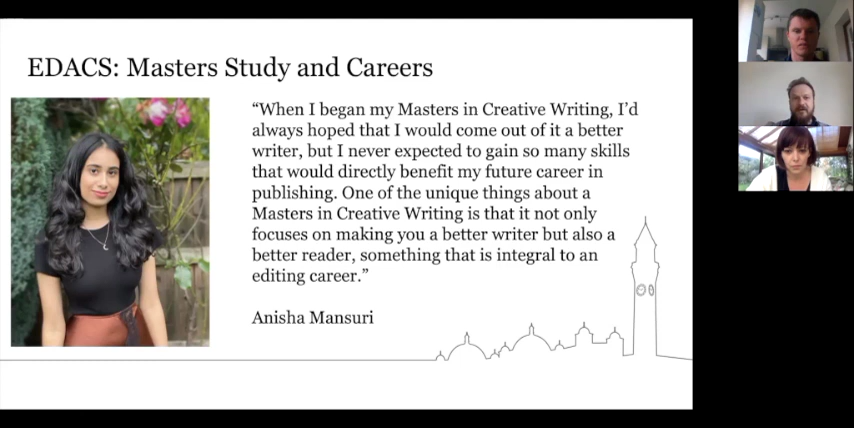 EDACS: Masters Study and Careers
“When I began my Masters in Creative Writing, I’d
always hoped that I would come out of it a better
writer, but I never expected to gain so many skills
that would directly benefit my future career in
publishing. One of the unique things about a
Masters in Creative Writing is that it not only
focuses on making you a better writer but also a
better reader, something that is integral to an
editing career.”
Anisha Mansuri